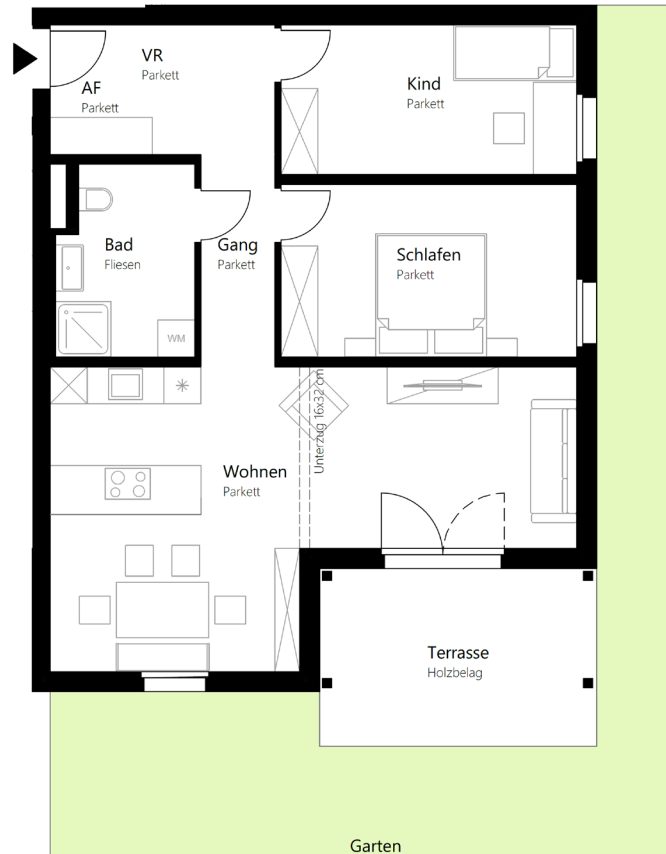 VR
Parkett
AF
Parkett
Kind
Parkett
Bad
Fliesen
Gang
Parkett
Schlafen
Parkett
WM
Unterzug 16x32 cm
Wohnen
Parkett
Terrasse
Holzbelag
Garten